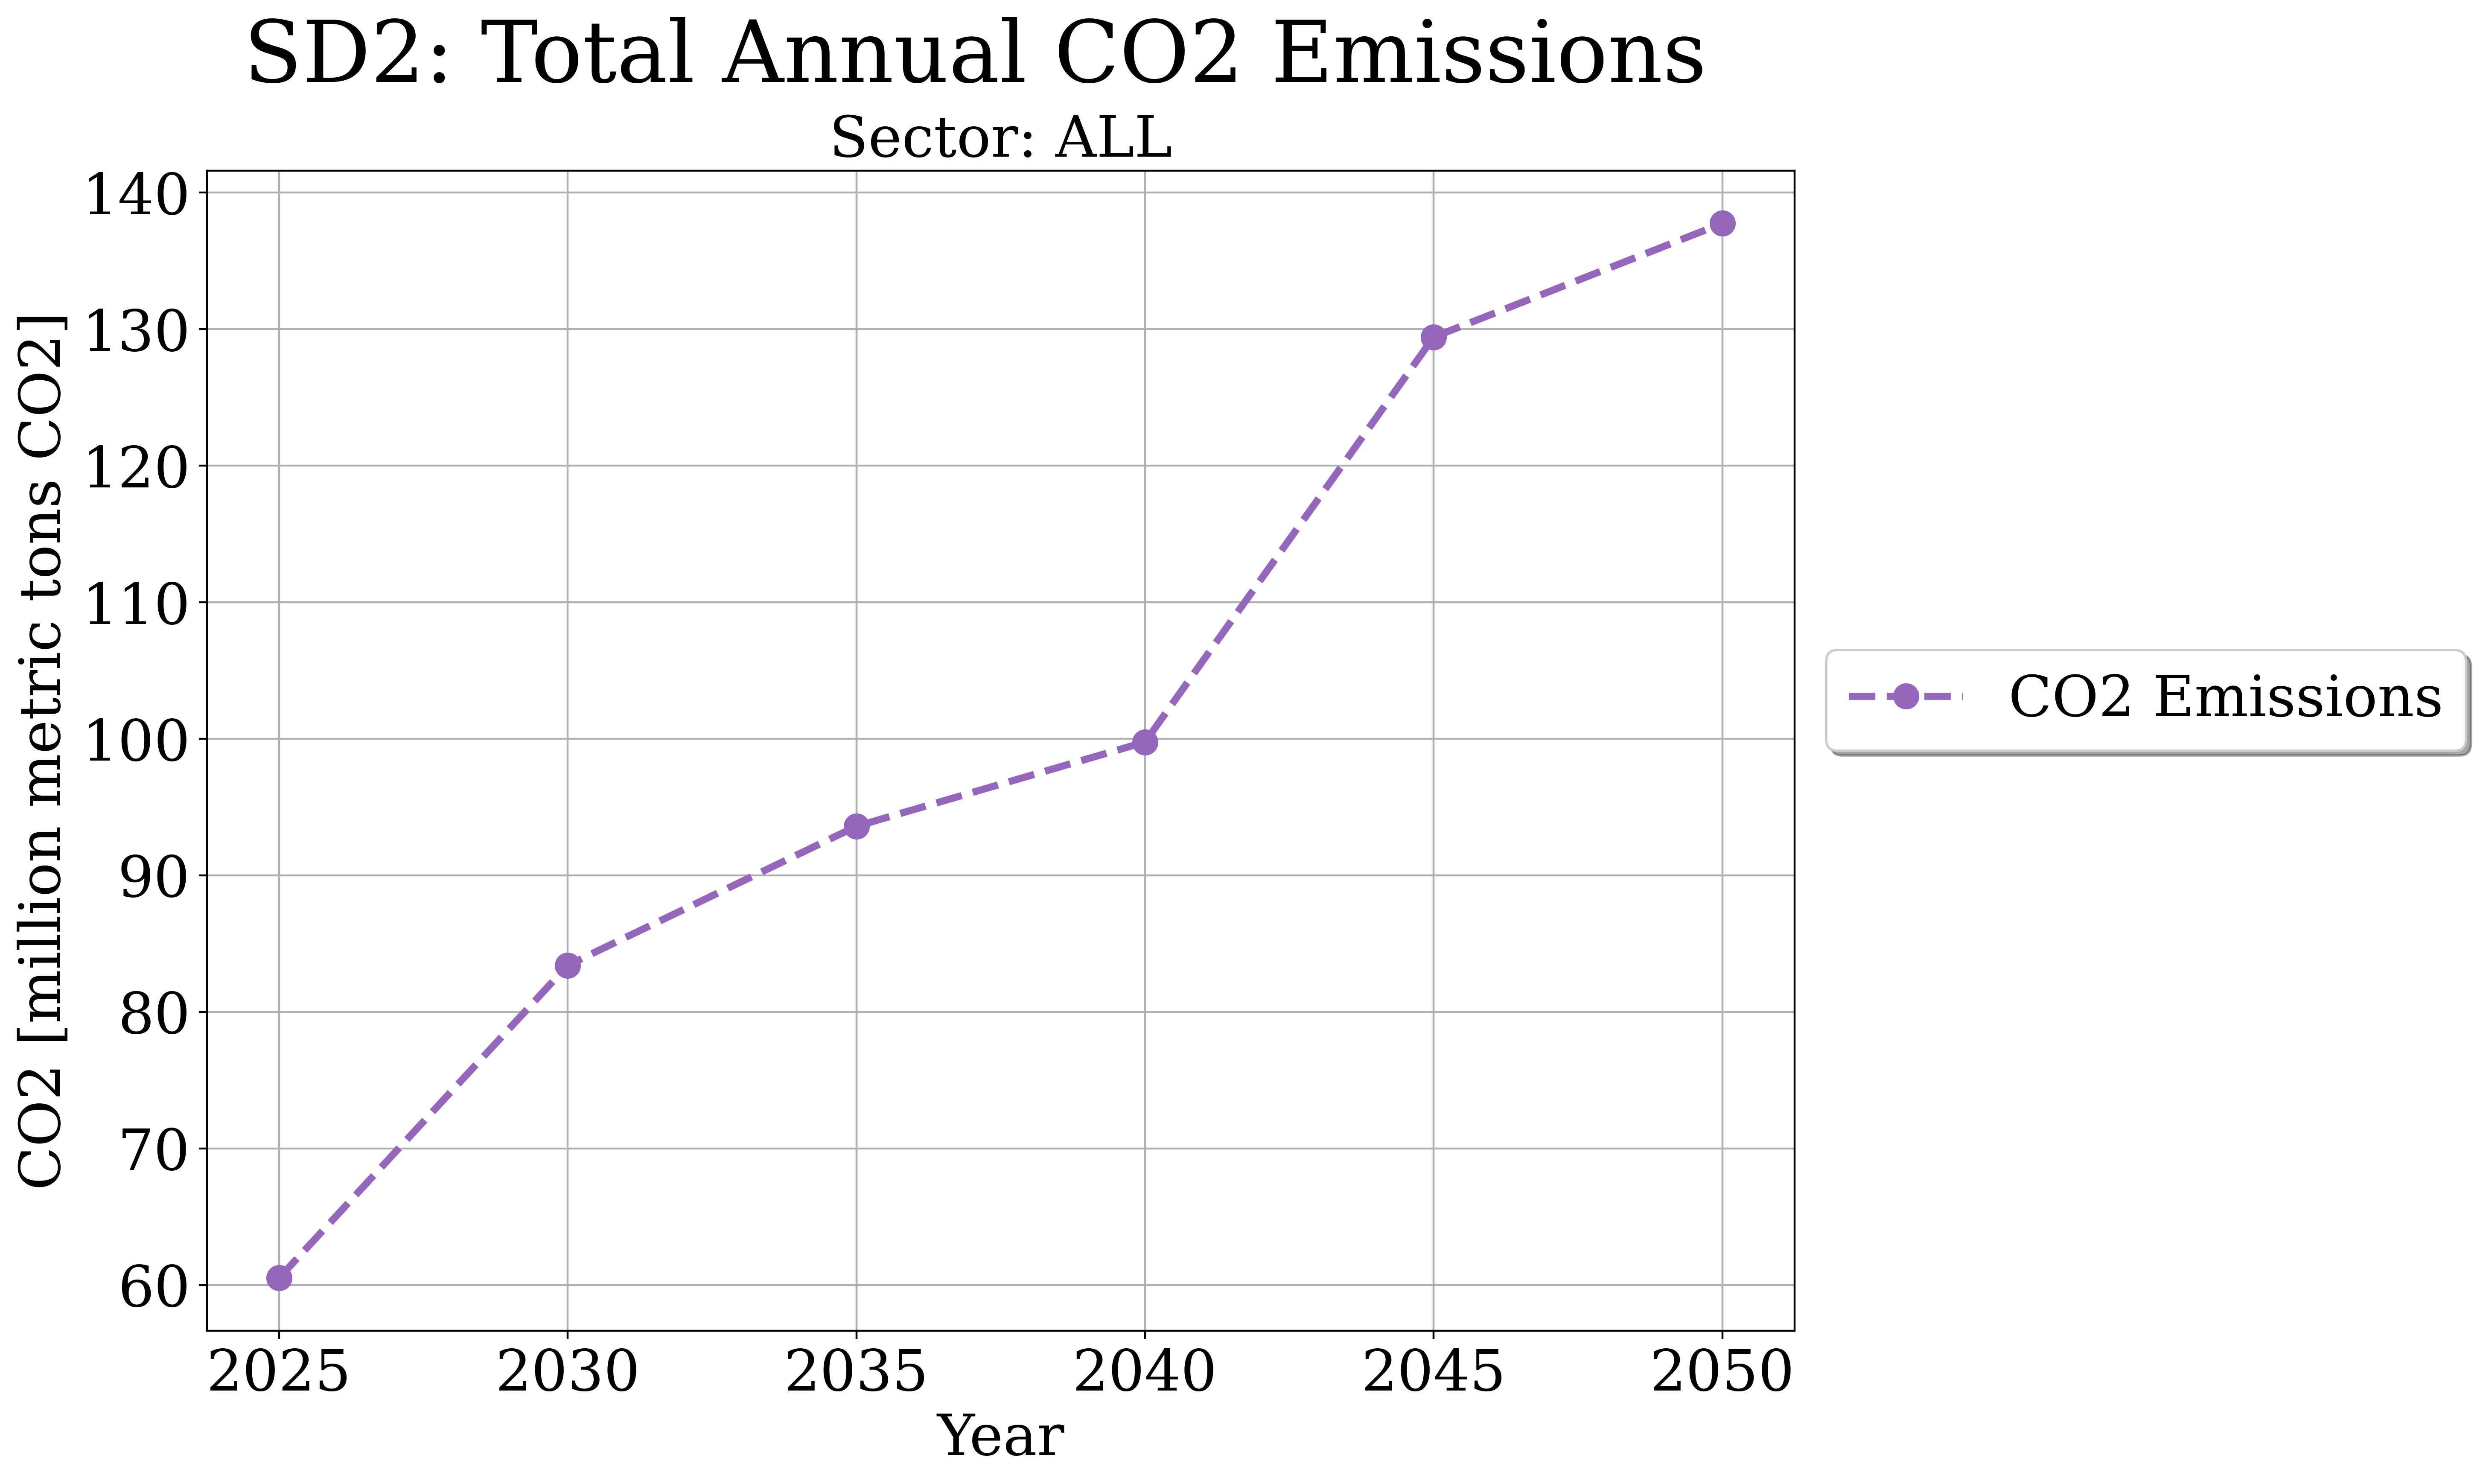 SD2: Total Annual CO2 Emissions
Sector: ALL
CO2 [million metric tons CO2]
140
130
120
110
100
90
80
70
60
2025 2030 2035 2040 2045 2050
Year
CO2 Emissions